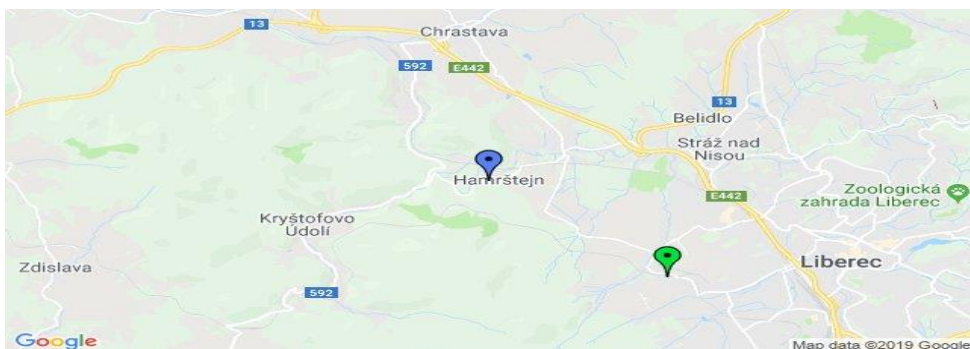 13
Chrastava
592
E442
13
Belidlo
Stráž nad
Nisou
Hamrštejn
E442
Zoologická
zahrada Liberec
Kryštofovo
Údolí
Zdislava
Liberec
592
Google
Map data ©2019 Google